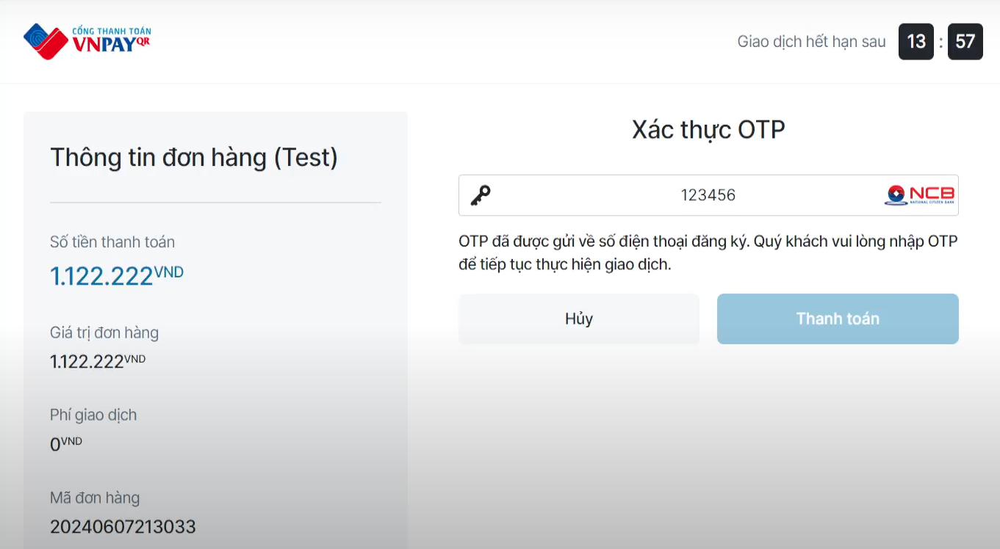 CỔNG THANH TOÁN
VNPAYQR
Giao dịch hết hạn sau 13 : 57
Thông tin đơn hàng (Test)
Số tiền thanh toán
1.122.222VND
Giá trị đơn hàng
1.122.222VND
Phí giao dịch
0VND
Mã đơn hàng
20240607213033
Xác thực OTP
123456
NCB
NATIONAL CITIZEN BANK
OTP đã được gửi về số điện thoại đăng ký. Quý khách vui lòng nhập OTP
để tiếp tục thực hiện giao dịch.
Hủy
Thanh toán